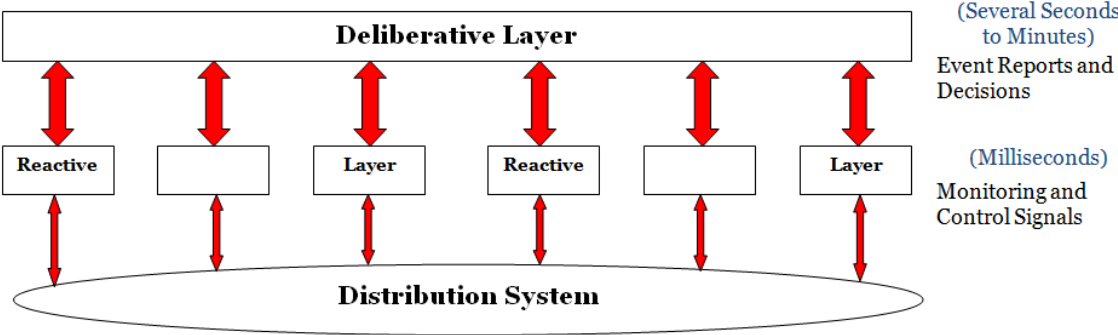 (Several Seconds
to Minutes)
Deliberative Layer
Event Reports and
Decisions
Reactive
Layer
Reactive
Layer
(Milliseconds)
Monitoring and
Control Signals
Distribution System